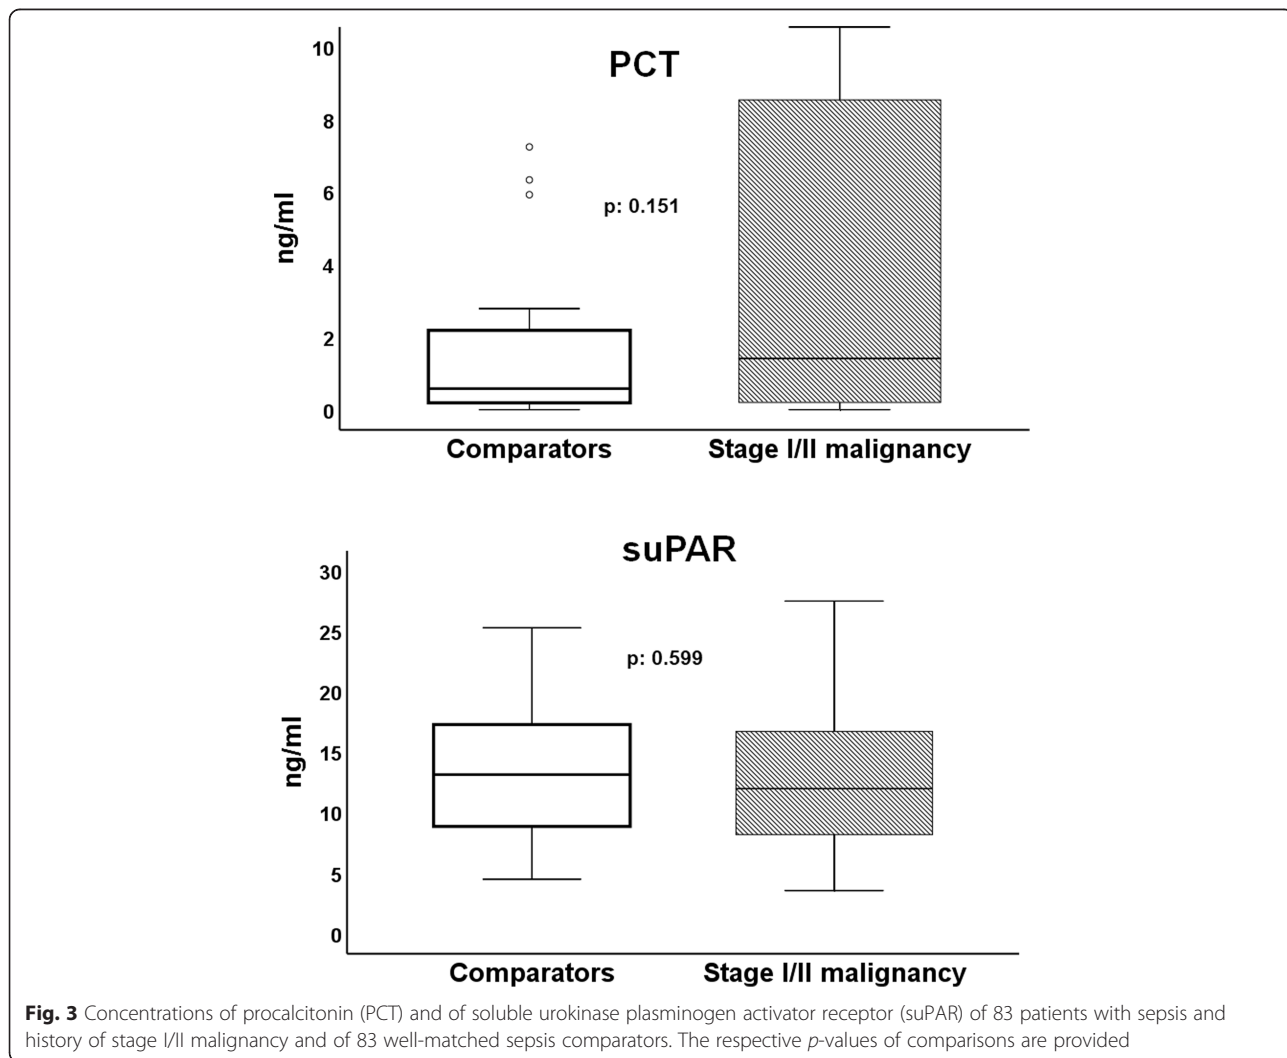 PCT
10
8
6
4
2
0
ng/ml
p: 0.151
Comparators Stage I/II malignancy
suPAR
30
25
20
15
10
5
0
ng/ml
p: 0.599
Comparators Stage I/II malignancy
Fig. 3 Concentrations of procalcitonin (PCT) and of soluble urokinase plasminogen activator receptor (suPAR) of 83 patients with sepsis and
history of stage I/II malignancy and of 83 well-matched sepsis comparators. The respective p-values of comparisons are provided